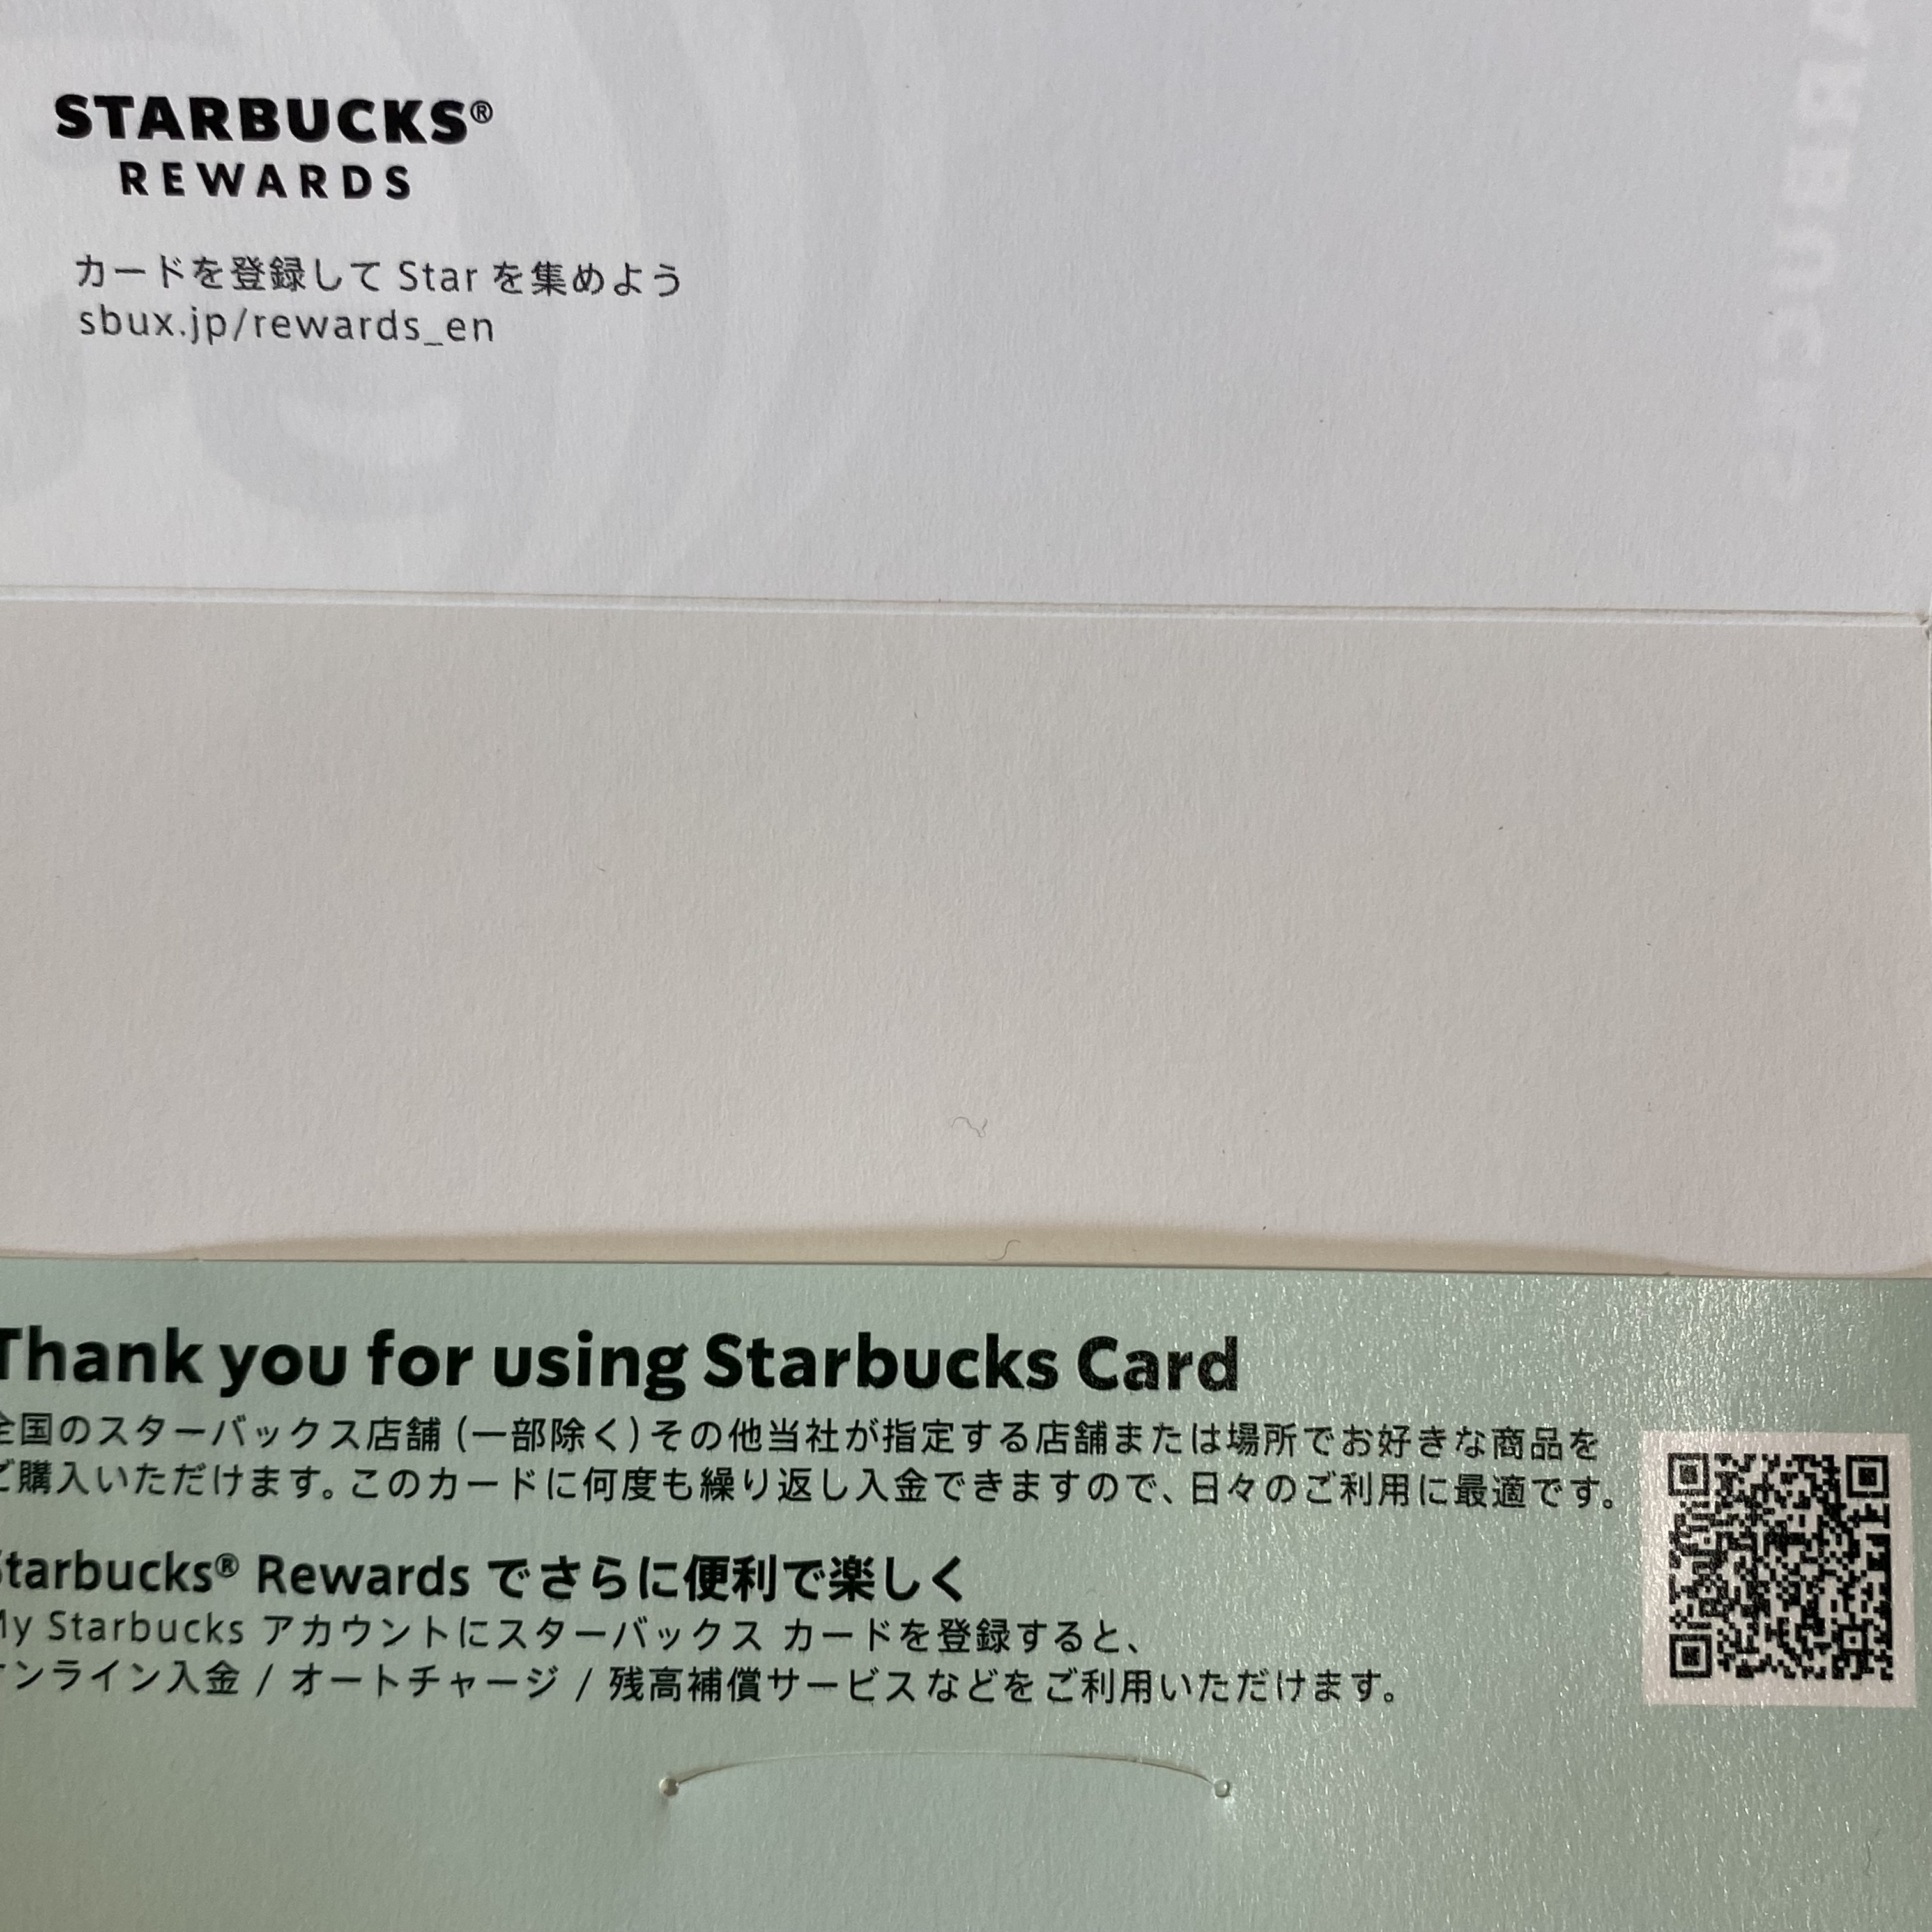 STARBUCKS®
REWARDS
カードを登録して Star を集めよう
sbux.jp/rewards_en
Thank you for using Starbucks Card
全国のスターバックス店舗（一部除く）その他当社が指定する店舗または場所でお好きな商品を
ご購入いただけます。このカードに何度も繰り返し入金できますので、日々のご利用に最適です。
Starbucks® Rewards でさらに便利で楽しく
My Starbucks アカウントにスターバックス カードを登録すると、
オンライン入金 / オートチャージ / 残高補償サービスなどをご利用いただけます。